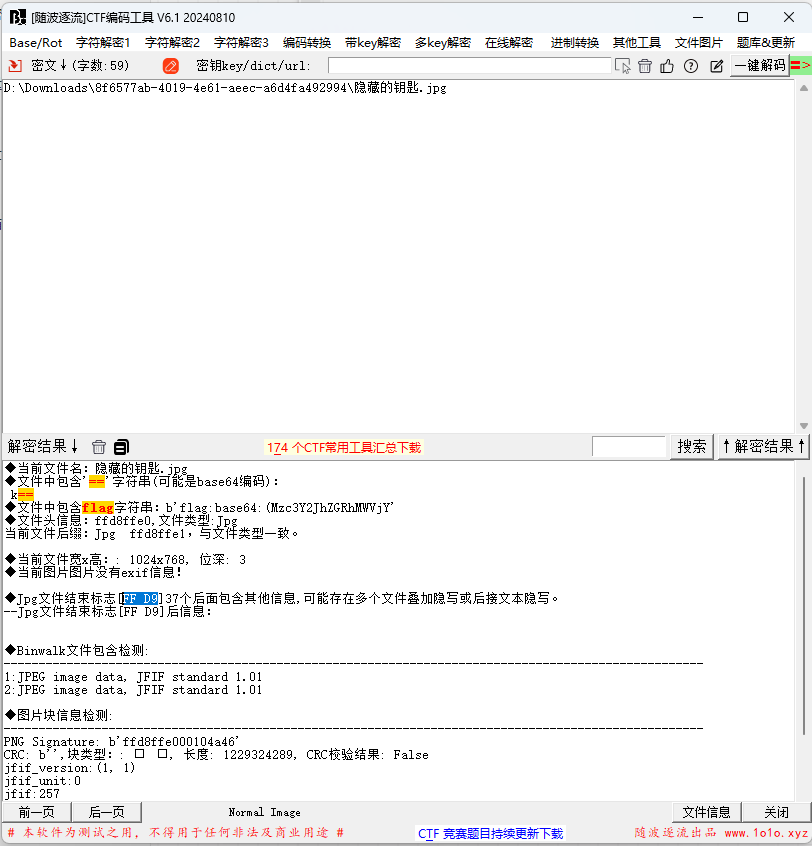 [随波逐流]CTF编码工具 V6.1 20240810
Base/Rot 字符解密1 字符解密2 字符解密3 编码转换 带key解密 多key解密 在线解密 进制转换 其他工具 文件图片 题库&更新
密文↓(字数:59) 密钥key/dict/url: 一键解码 =>
D:\Downloads\8f6577ab-4019-4e61-aeec-a6d4fa492994\隐藏的钥匙.jpg
解密结果↓ 174 个CTF常用工具汇总下载 搜索 ↑解密结果↑
◆当前文件名: 隐藏的钥匙.jpg
◆文件中包含'=='字符串(可能是base64编码):
k==
◆文件中包含flag字符串: b'flag:base64:(Mzc3Y2JhZGRhMWVjY'
◆文件头信息: ffd8ffe0,文件类型:Jpg
当前文件后缀: Jpg ffd8ffe1, 与文件类型一致。
◆当前文件宽x高: : 1024x768, 位深: 3
◆当前图片图片没有exif信息!
◆Jpg文件结束标志[FF D9]37个后面包含其他信息,可能存在多个文件叠加隐写或后接文本隐写。
--Jpg文件结束标志[FF D9]后信息:
◆Binwalk文件包含检测:
1:JPEG image data, JFIF standard 1.01
2:JPEG image data, JFIF standard 1.01
◆图片块信息检测:
PNG Signature: b'ffd8ffe000104a46'
CRC: b'',块类型: : □ □, 长度: 1229324289, CRC校验结果: False
jfif_version:(1, 1)
jfif_unit:0
jfif:257
前一页 后一页 Normal Image 文件信息 关闭
# 本软件为测试之用, 不得用于任何非法及商业用途 # CTF 竞赛题目持续更新下载 随波逐流出品 www.1o1o.xyz